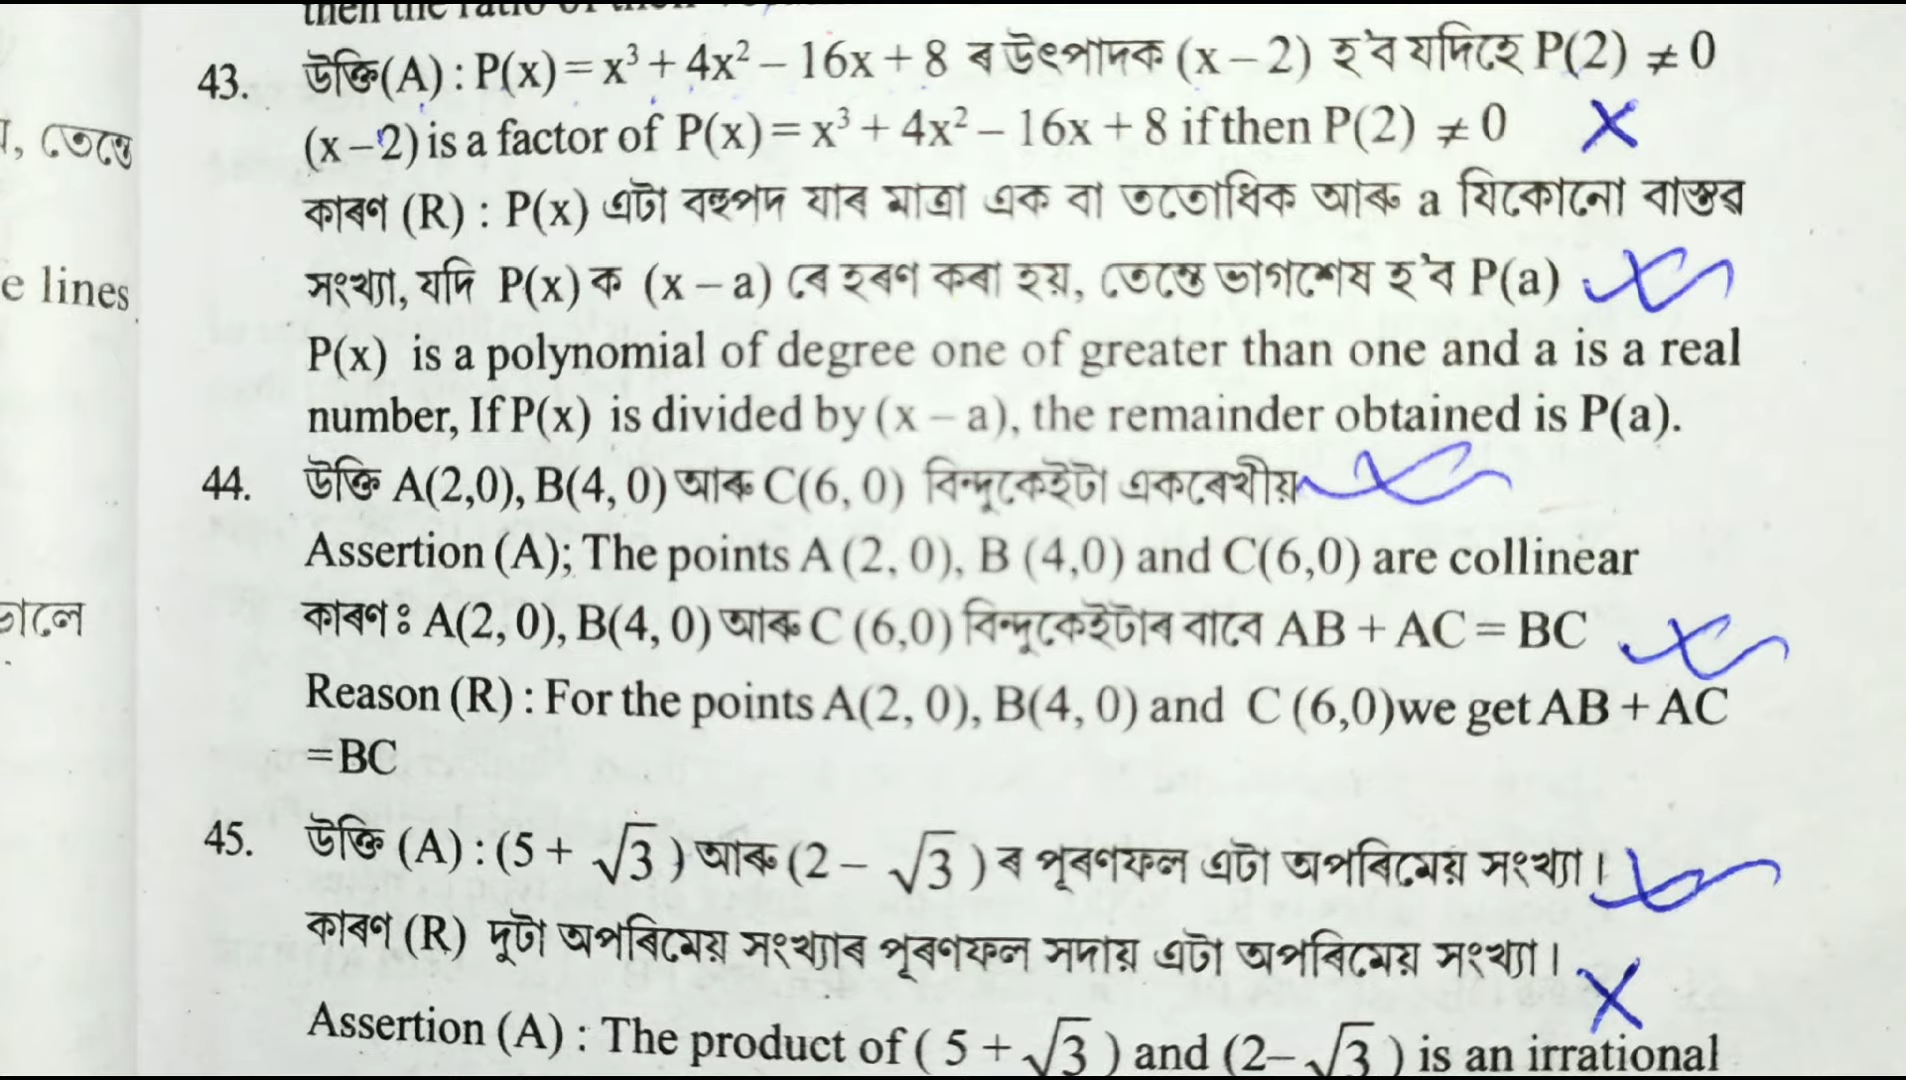 then the ratio of their
43. উক্তি(A) : P(x) = x³ + 4x² – 16x + 8 ৰ উৎপাদক (x – 2) হ'ব যদিহে P(2) ≠ 0
(x –2) is a factor of P(x) = x³ + 4x² – 16x + 8 if then P(2) ≠ 0
য়, তেন্তে
কাৰণ (R) : P(x) এটা বহুপদ যাৰ মাত্ৰা এক বা ততোধিক আৰু a যিকোনো বাস্তৱ
সংখ্যা, যদি P(x) ক (x – a) ৰে হৰণ কৰা হয়, তেন্তে ভাগশেষ হ'ব P(a)
e lines
P(x) is a polynomial of degree one of greater than one and a is a real
number, If P(x) is divided by (x – a), the remainder obtained is P(a).
44. উক্তি A(2,0), B(4, 0) আৰু C(6, 0) বিন্দুকেইটা একৰেখীয়
Assertion (A); The points A (2, 0), B (4,0) and C(6,0) are collinear
কাৰণ ঃ A(2, 0), B(4, 0) আৰু C (6,0) বিন্দুকেইটাৰ বাবে AB + AC = BC
Reason (R) : For the points A(2, 0), B(4, 0) and C (6,0)we get AB + AC
= BC
45. উক্তি (A) : (5 + √3 ) আৰু (2 – √3 ) ৰ পূৰণফল এটা অপৰিমেয় সংখ্যা।
কাৰণ (R) দুটা অপৰিমেয় সংখ্যাৰ পূৰণফল সদায় এটা অপৰিমেয় সংখ্যা।
Assertion (A) : The product of ( 5 + √3 ) and (2– √3 ) is an irrational